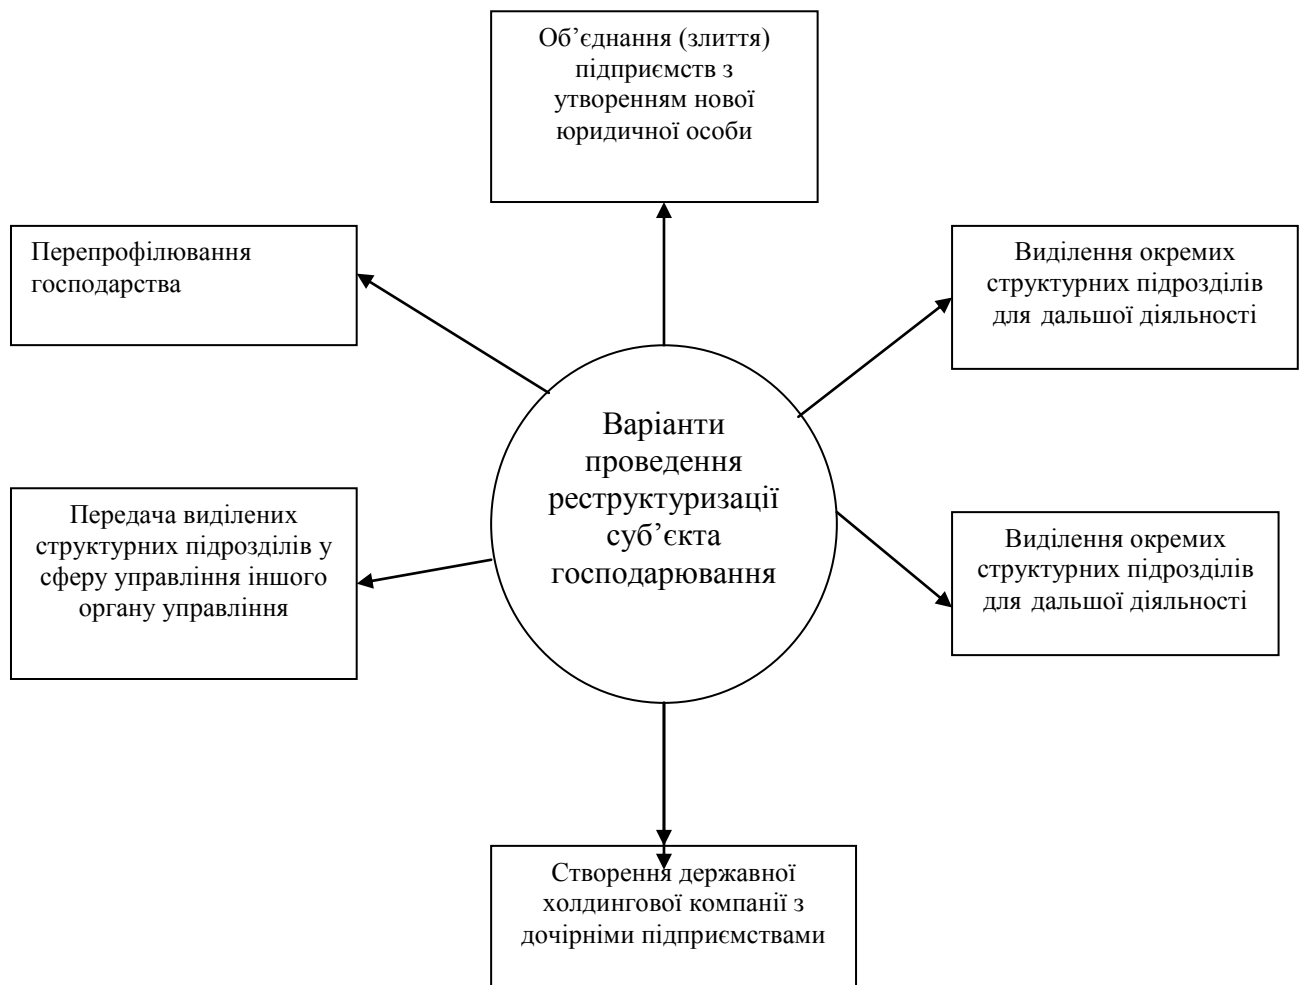 Об’єднання (злиття)
підприємств з
утворенням нової
юридичної особи
Перепрофілювання
господарства
Виділення окремих
структурних підрозділів
для дальшої діяльності
Варіанти
проведення
реструктуризації
суб’єкта
господарювання
Передача виділених
структурних підрозділів у
сферу управління іншого
органу управління
Виділення окремих
структурних підрозділів
для дальшої діяльності
Створення державної
холдингової компанії з
дочірніми підприємствами